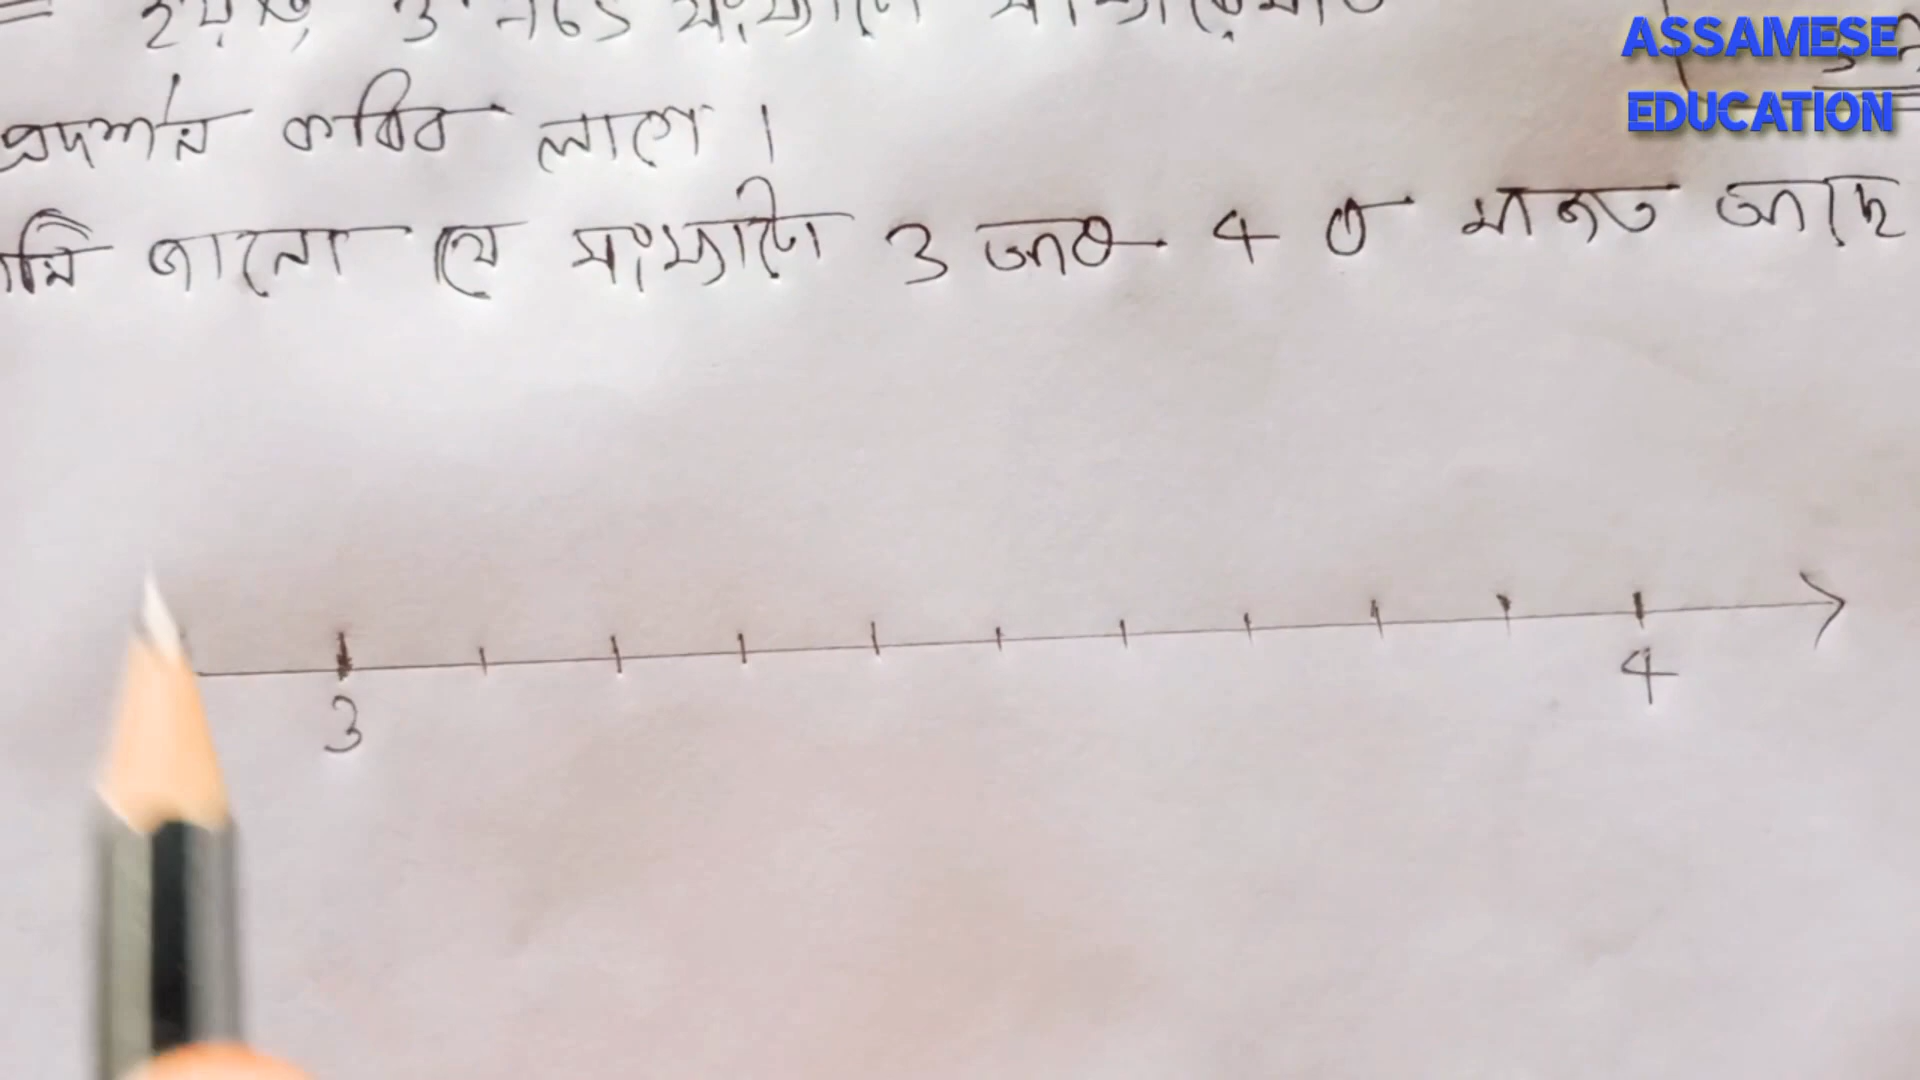 ASSAMESE
EDUCATION
প্ৰদৰ্শন কৰিব লাগে ।
জানো যে সংখ্যাটো 3 আৰু 4 ৰ মাজত আছে
3
4